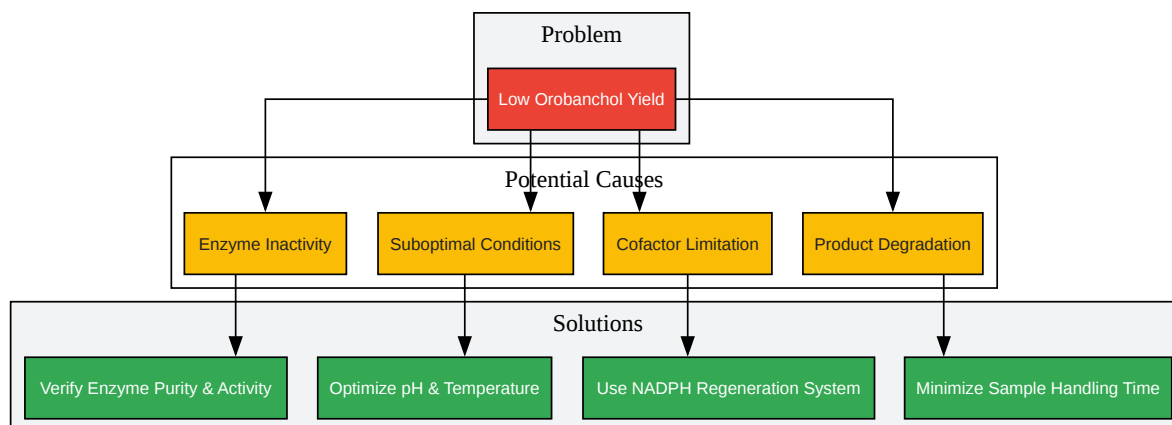 Problem
Low Orobanchol Yield
Potential Causes
Enzyme Inactivity
Suboptimal Conditions
Cofactor Limitation
Product Degradation
Solutions
Verify Enzyme Purity & Activity
Optimize pH & Temperature
Use NADPH Regeneration System
Minimize Sample Handling Time